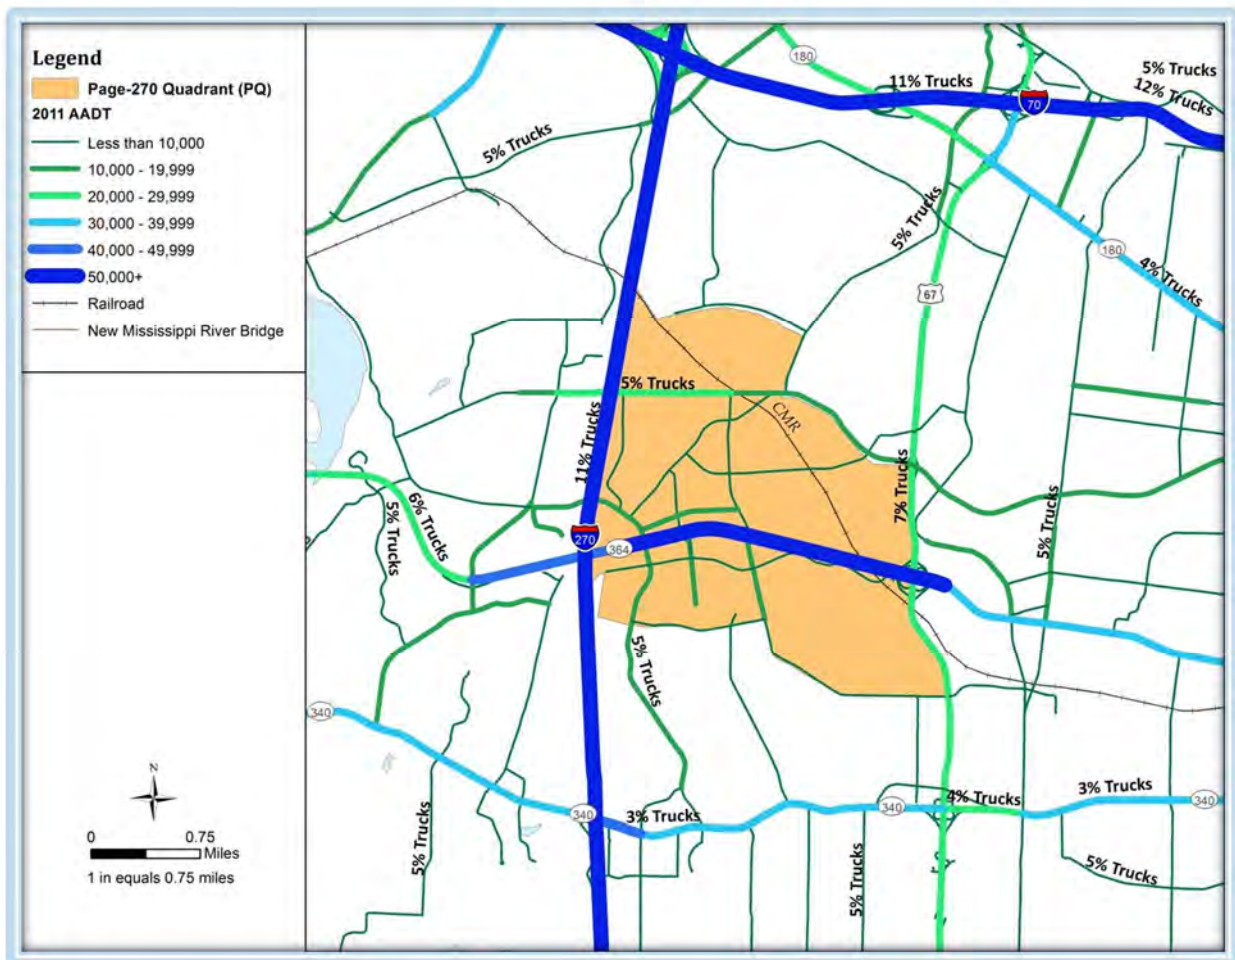 Legend
Page-270 Quadrant (PQ)
2011 AADT
Less than 10,000
10,000 - 19,999
20,000 - 29,999
30,000 - 39,999
40,000 - 49,999
50,000+
Railroad
New Mississippi River Bridge
N
0 0.75
Miles
1 in equals 0.75 miles
180
11% Trucks
5% Trucks
12% Trucks
70
5% Trucks
5% Trucks
180
4% Trucks
67
5% Trucks
CMR
11% Trucks
6% Trucks
5% Trucks
7% Trucks
5% Trucks
270
364
5% Trucks
340
340
3% Trucks
340
4% Trucks
3% Trucks
340
5% Trucks
5% Trucks
5% Trucks